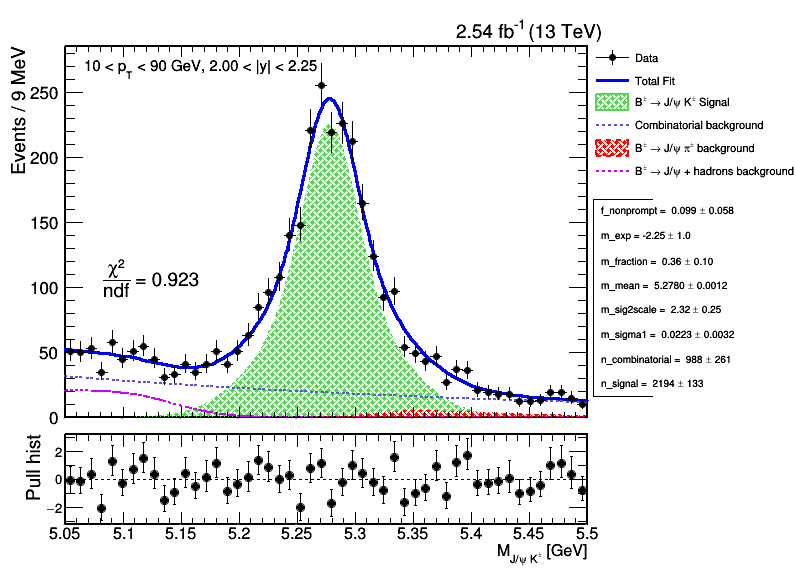 2.54 fb⁻¹ (13 TeV)
Events / 9 MeV
10 < p_T < 90 GeV, 2.00 < |y| < 2.25
250
200
150
100
50
0
χ²/ndf = 0.923
Data
Total Fit
B± → J/ψ K± Signal
Combinatorial background
B± → J/ψ π± background
B± → J/ψ + hadrons background
f_nonprompt = 0.099 ± 0.058
m_exp = -2.25 ± 1.0
m_fraction = 0.36 ± 0.10
m_mean = 5.2780 ± 0.0012
m_sig2scale = 2.32 ± 0.25
m_sigma1 = 0.0223 ± 0.0032
n_combinatorial = 988 ± 261
n_signal = 2194 ± 133
Pull hist
2
0
−2
5.05 5.1 5.15 5.2 5.25 5.3 5.35 5.4 5.45 5.5
M_J/ψ K± [GeV]